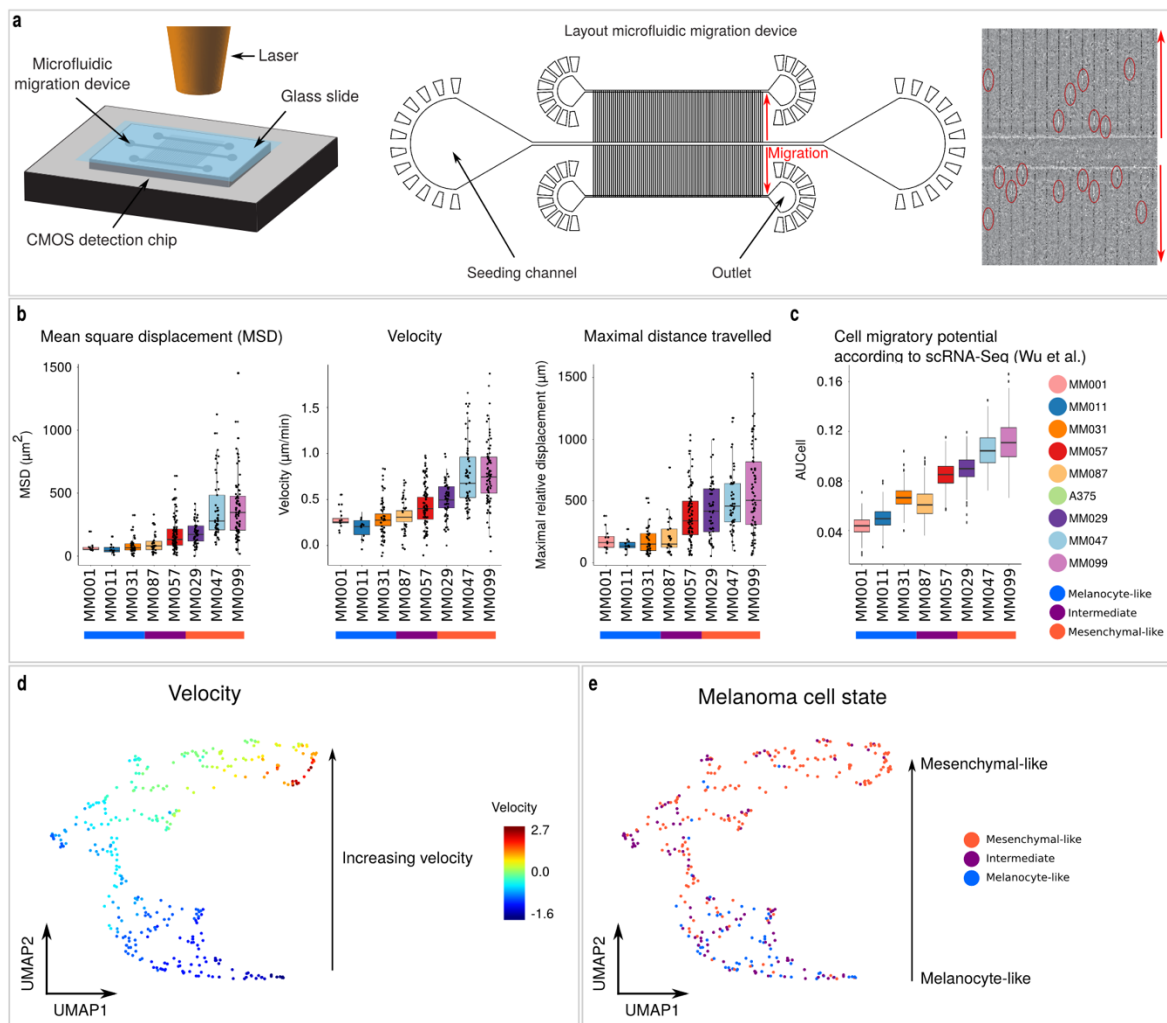 a
Laser
Microfluidic
migration device
Glass slide
CMOS detection chip
Layout microfluidic migration device
Migration
Seeding channel
Outlet
b
Mean square displacement (MSD)
MSD (µm²)
1500
1000
500
0
MM001
MM011
MM031
MM087
MM057
MM029
MM047
MM099
Velocity
Velocity (µm/min)
1.5
1.0
0.5
0.0
MM001
MM011
MM031
MM087
MM057
MM029
MM047
MM099
Maximal distance travelled
Maximal relative displacement (µm)
1500
1000
500
0
MM001
MM011
MM031
MM087
MM057
MM029
MM047
MM099
c
Cell migratory potential
according to scRNA-Seq (Wu et al.)
AUCell
0.16
0.12
0.08
0.04
MM001
MM011
MM031
MM087
MM057
MM029
MM047
MM099
MM001
MM011
MM031
MM057
MM087
A375
MM029
MM047
MM099
Melanocyte-like
Intermediate
Mesenchymal-like
d
Velocity
Increasing velocity
Velocity
2.7
0.0
-1.6
UMAP2
UMAP1
e
Melanoma cell state
Mesenchymal-like
Mesenchymal-like
Intermediate
Melanocyte-like
Melanocyte-like
UMAP2
UMAP1